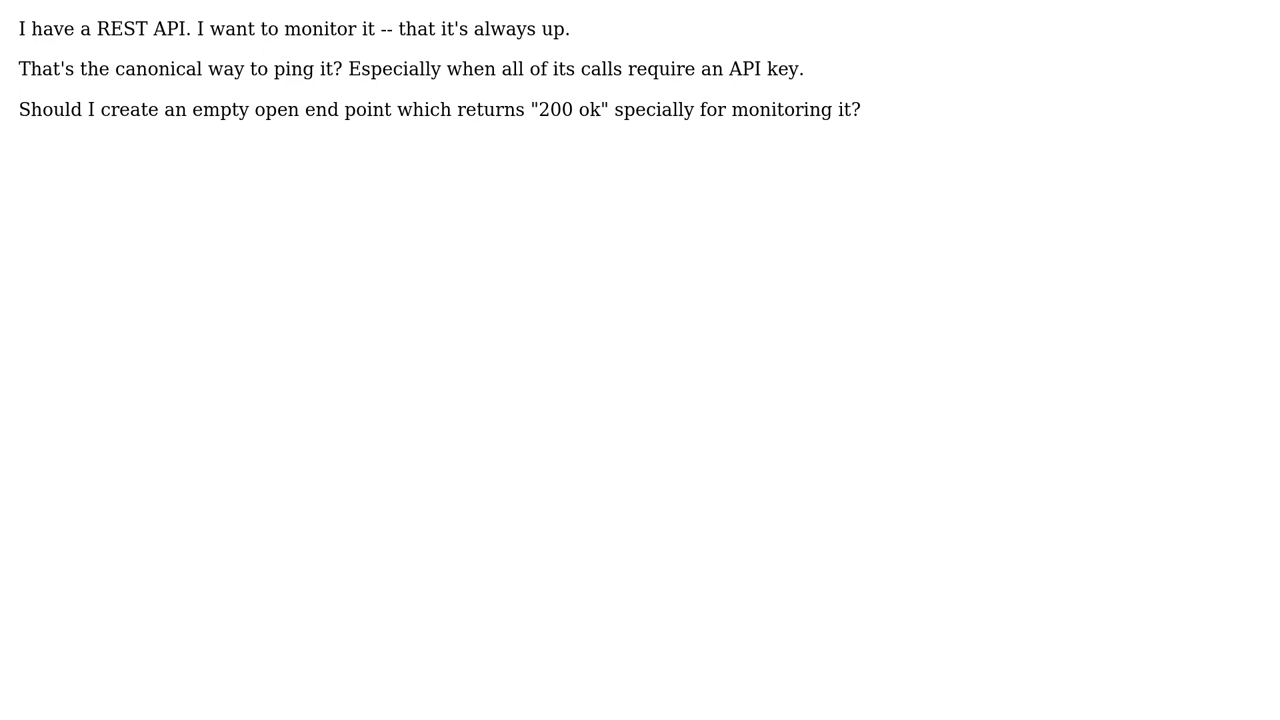 I have a REST API. I want to monitor it -- that it's always up.
That's the canonical way to ping it? Especially when all of its calls require an API key.
Should I create an empty open end point which returns "200 ok" specially for monitoring it?